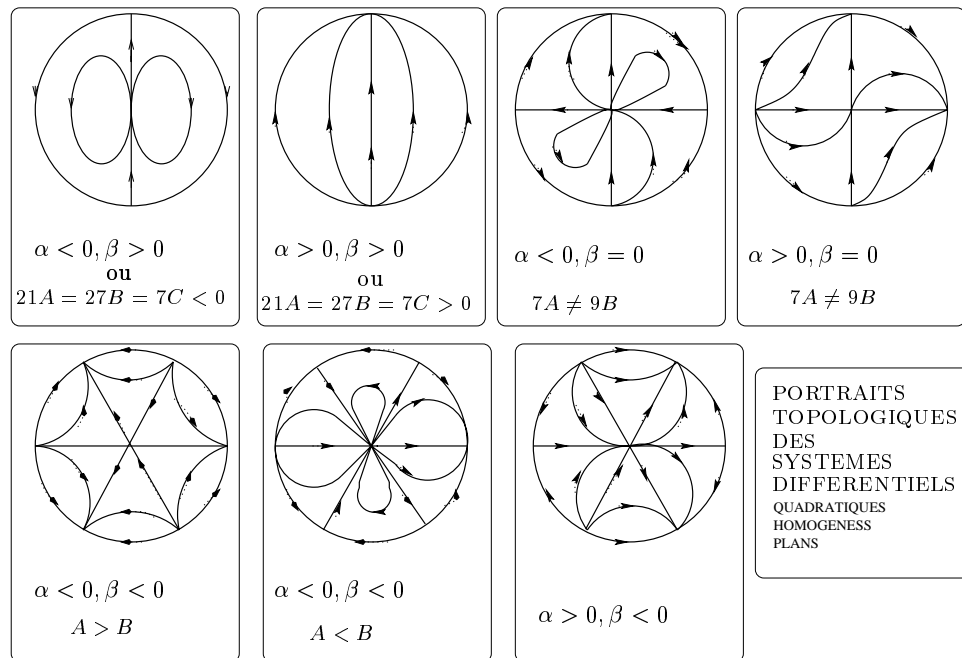 α < 0, β > 0
ou
21A = 27B = 7C < 0
α > 0, β > 0
ou
21A = 27B = 7C > 0
α < 0, β = 0
7A ≠ 9B
α > 0, β = 0
7A ≠ 9B
α < 0, β < 0
A > B
α < 0, β < 0
A < B
α > 0, β < 0
PORTRAITS
TOPOLOGIQUES
DES
SYSTEMES
DIFFERENTIELS
QUADRATIQUES
HOMOGENESS
PLANS